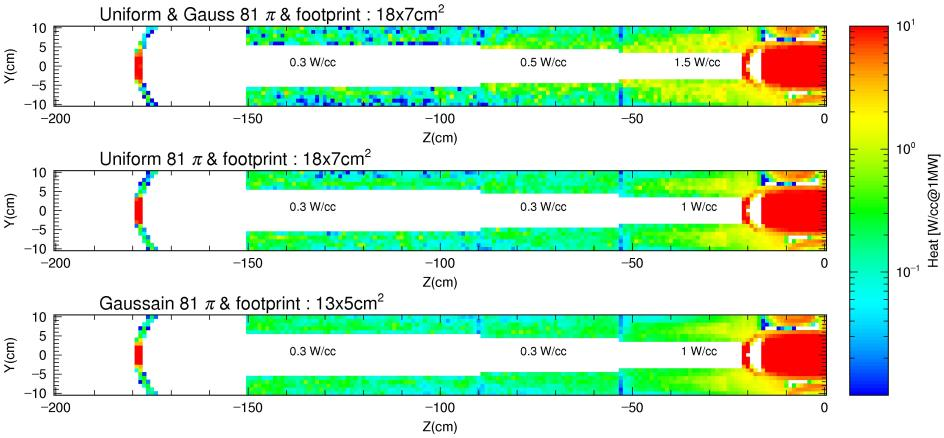 Uniform & Gauss 81 π & footprint : 18x7cm²
Y(cm)
10
5
0
−5
−10
0.3 W/cc 0.5 W/cc 1.5 W/cc
−200 −150 −100 −50 0
Z(cm)
Uniform 81 π & footprint : 18x7cm²
Y(cm)
10
5
0
−5
−10
0.3 W/cc 0.3 W/cc 1 W/cc
−200 −150 −100 −50 0
Z(cm)
Gaussain 81 π & footprint : 13x5cm²
Y(cm)
10
5
0
−5
−10
0.3 W/cc 0.3 W/cc 1 W/cc
−200 −150 −100 −50 0
Z(cm)
10¹
10⁰
10⁻¹
Heat [W/cc@1MW]